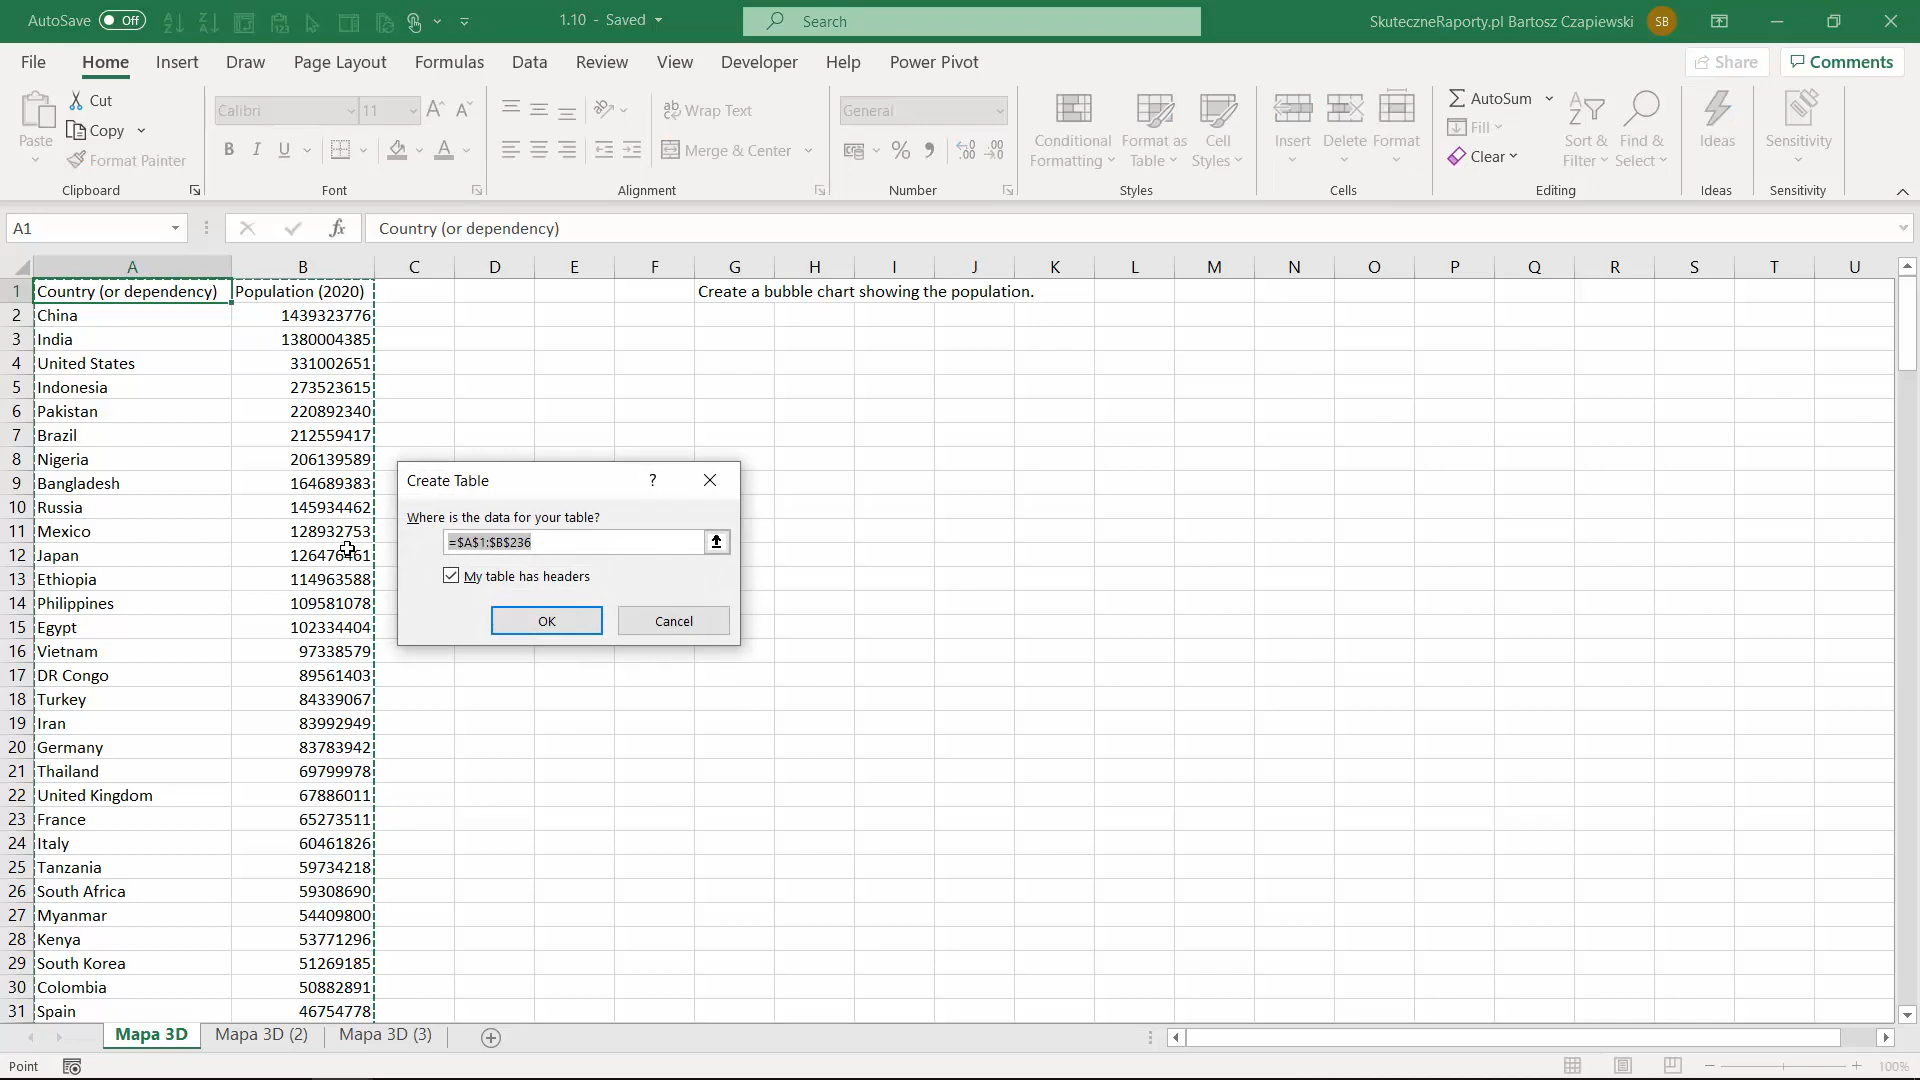 AutoSave Off 1.10 - Saved Search SkuteczneRaporty.pl Bartosz Czapiewski SB
File Home Insert Draw Page Layout Formulas Data Review View Developer Help Power Pivot Share Comments
Paste Cut Copy Format Painter
Clipboard
Calibri 11
B I U A
Font
Wrap Text
Merge & Center
Alignment
General
%
Number
Conditional Formatting Format as Table Cell Styles
Styles
Insert Delete Format
Cells
AutoSum
Fill
Clear
Sort & Filter Find & Select
Editing
Ideas
Ideas
Sensitivity
Sensitivity
A1 fx Country (or dependency)
A B C D E F G H I J K L M N O P Q R S T U
1 Country (or dependency) Population (2020) Create a bubble chart showing the population.
2 China 1439323776
3 India 1380004385
4 United States 331002651
5 Indonesia 273523615
6 Pakistan 220892340
7 Brazil 212559417
8 Nigeria 206139589
9 Bangladesh 164689383
10 Russia 145934462
11 Mexico 128932753
12 Japan 126476461
13 Ethiopia 114963588
14 Philippines 109581078
15 Egypt 102334404
16 Vietnam 97338579
17 DR Congo 89561403
18 Turkey 84339067
19 Iran 83992949
20 Germany 83783942
21 Thailand 69799978
22 United Kingdom 67886011
23 France 65273511
24 Italy 60461826
25 Tanzania 59734218
26 South Africa 59308690
27 Myanmar 54409800
28 Kenya 53771296
29 South Korea 51269185
30 Colombia 50882891
31 Spain 46754778
Create Table ?
Where is the data for your table?
=$A$1:$B$236
My table has headers
OK Cancel
Mapa 3D Mapa 3D (2) Mapa 3D (3)
Point 100%